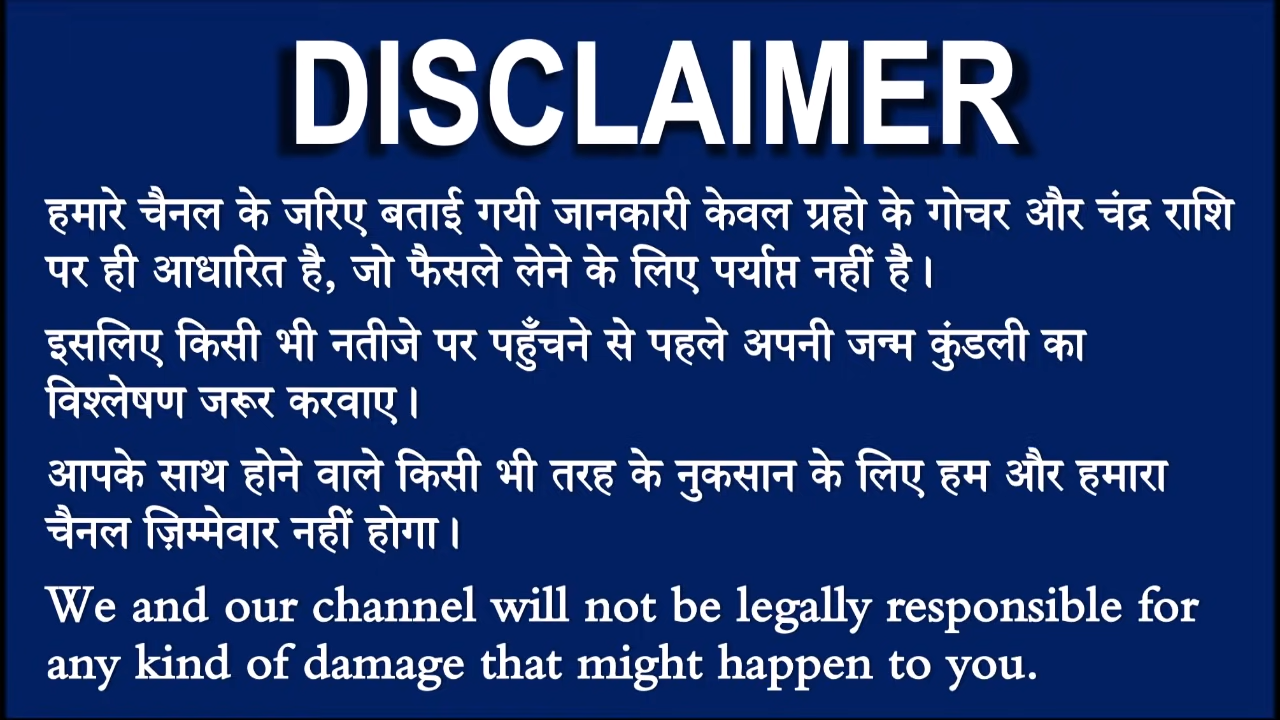 DISCLAIMER
हमारे चैनल के जरिए बताई गयी जानकारी केवल ग्रहो के गोचर और चंद्र राशि
पर ही आधारित है, जो फैसले लेने के लिए पर्याप्त नहीं है।
इसलिए किसी भी नतीजे पर पहुँचने से पहले अपनी जन्म कुंडली का
विश्लेषण जरूर करवाए।
आपके साथ होने वाले किसी भी तरह के नुकसान के लिए हम और हमारा
चैनल ज़िम्मेवार नहीं होगा।
We and our channel will not be legally responsible for
any kind of damage that might happen to you.